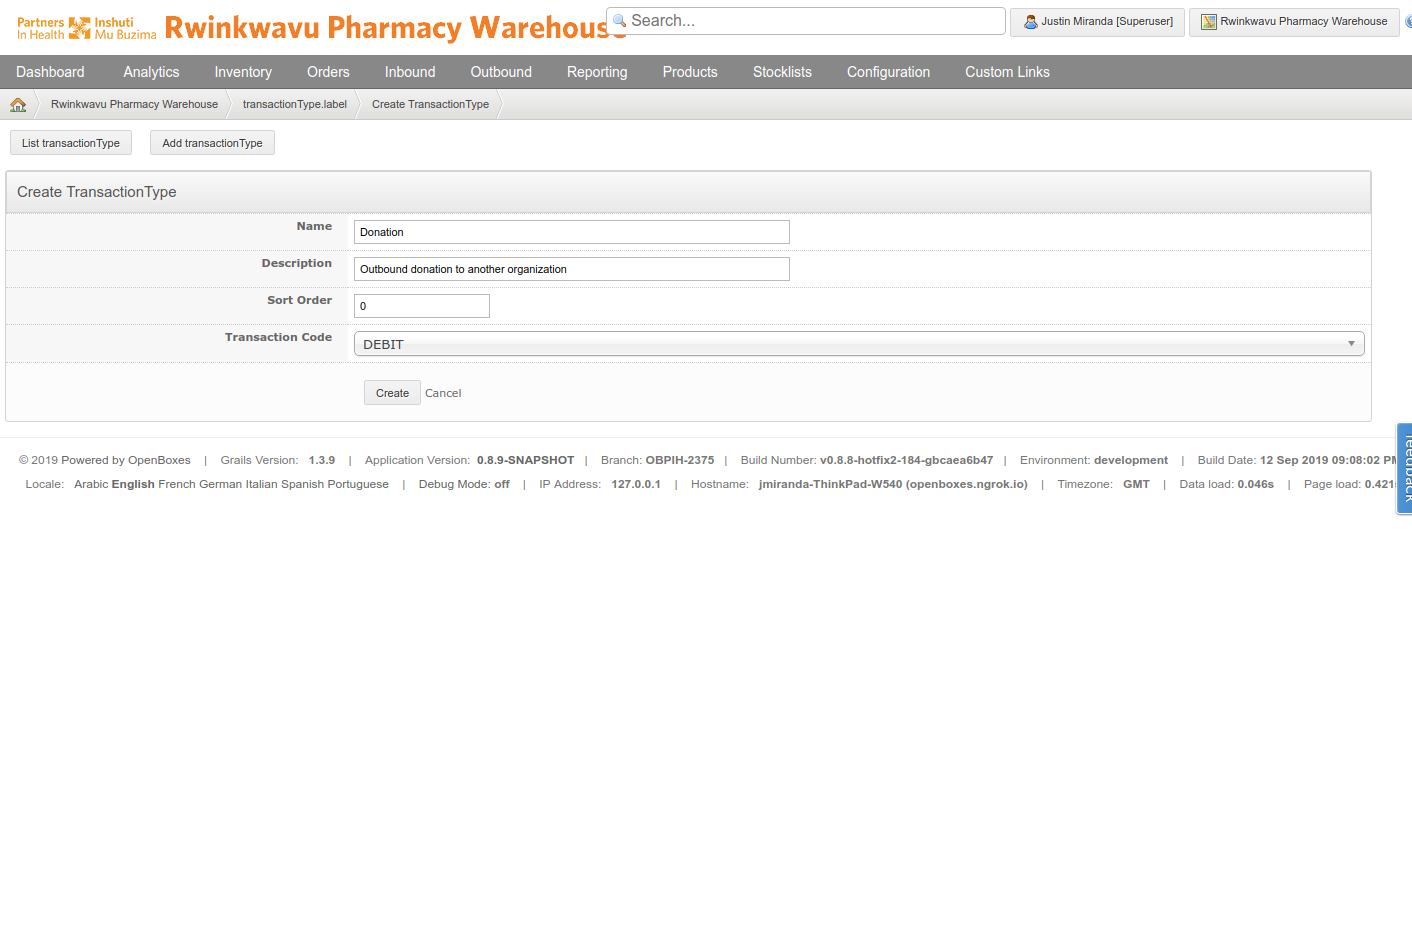 Partners In Health Inshuti Mu Buzima Rwinkwavu Pharmacy Warehouse Search... Justin Miranda [Superuser] Rwinkwavu Pharmacy Warehouse
Dashboard Analytics Inventory Orders Inbound Outbound Reporting Products Stocklists Configuration Custom Links
Rwinkwavu Pharmacy Warehouse transactionType.label Create TransactionType
List transactionType Add transactionType
Create TransactionType
Name Donation
Description Outbound donation to another organization
Sort Order 0
Transaction Code DEBIT
Create Cancel
feedback
© 2019 Powered by OpenBoxes | Grails Version: 1.3.9 | Application Version: 0.8.9-SNAPSHOT | Branch: OBPIH-2375 | Build Number: v0.8.8-hotfix2-184-gbcaea6b47 | Environment: development | Build Date: 12 Sep 2019 09:08:02 PM
Locale: Arabic English French German Italian Spanish Portuguese | Debug Mode: off | IP Address: 127.0.0.1 | Hostname: jmiranda-ThinkPad-W540 (openboxes.ngrok.io) | Timezone: GMT | Data load: 0.046s | Page load: 0.421s